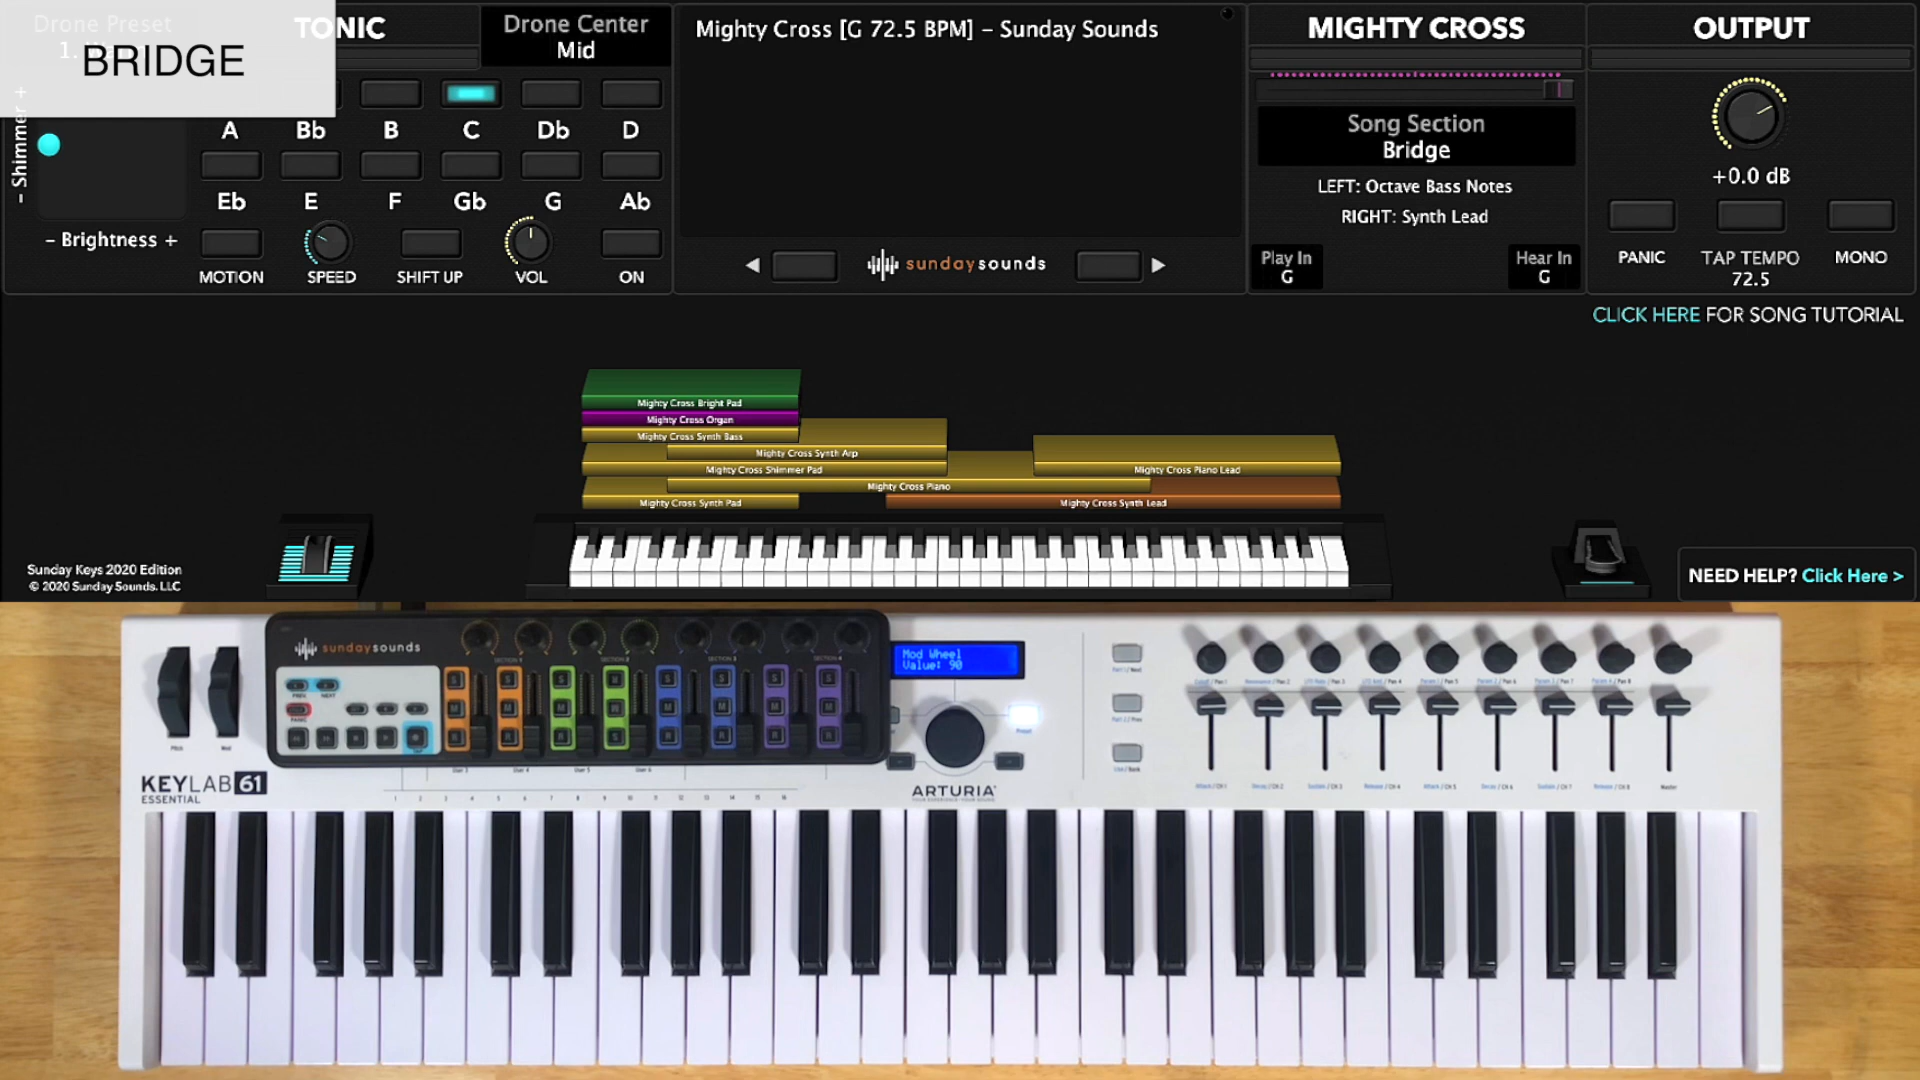 Drone Preset
1.
BRIDGE
TONIC
Drone Center
Mid
- Shimmer +
- Brightness +
A Bb B C Db D
Eb E F Gb G Ab
MOTION SPEED SHIFT UP VOL ON
Mighty Cross [G 72.5 BPM] – Sunday Sounds
sundaysounds
MIGHTY CROSS
Song Section
Bridge
LEFT: Octave Bass Notes
RIGHT: Synth Lead
Play In
G
Hear In
G
OUTPUT
+0.0 dB
PANIC TAP TEMPO MONO
72.5
CLICK HERE FOR SONG TUTORIAL
Mighty Cross Bright Pad
Mighty Cross Organ
Mighty Cross Synth Bass
Mighty Cross Synth Arp
Mighty Cross Shimmer Pad
Mighty Cross Piano Lead
Mighty Cross Piano
Mighty Cross Synth Pad
Mighty Cross Synth Lead
Sunday Keys 2020 Edition
© 2020 Sunday Sounds. LLC
NEED HELP? Click Here >
sundaysounds
Mod Wheel
Value: 90
Pitch Mod
KEYLAB 61
ESSENTIAL
ARTURIA